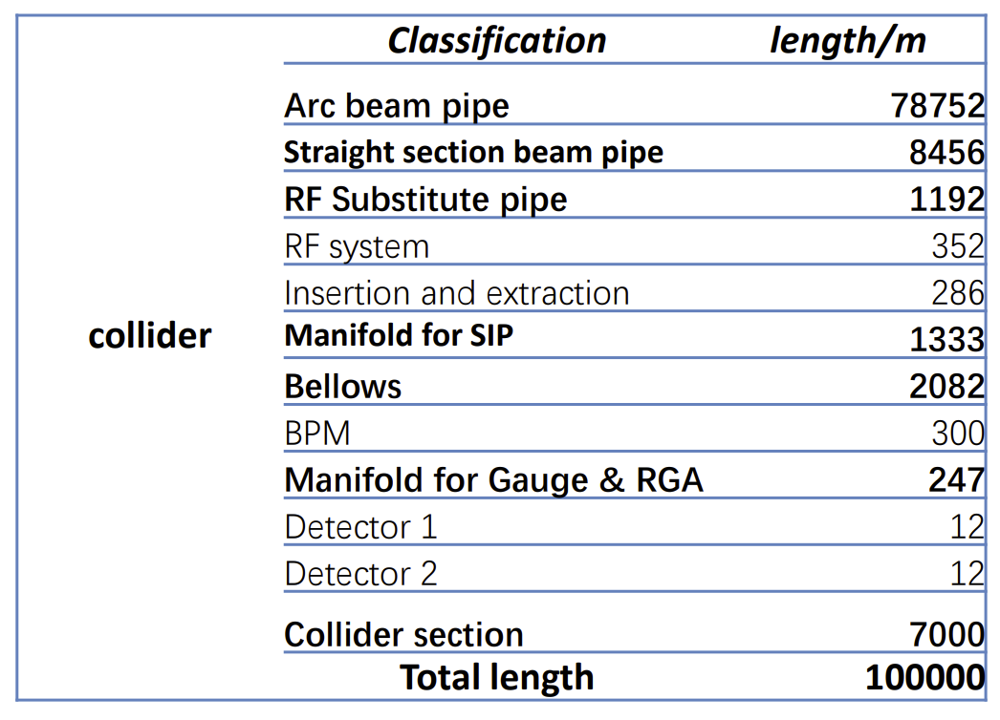 Classification length/m
Arc beam pipe 78752
Straight section beam pipe 8456
RF Substitute pipe 1192
RF system 352
Insertion and extraction 286
collider Manifold for SIP 1333
Bellows 2082
BPM 300
Manifold for Gauge & RGA 247
Detector 1 12
Detector 2 12
Collider section 7000
Total length 100000